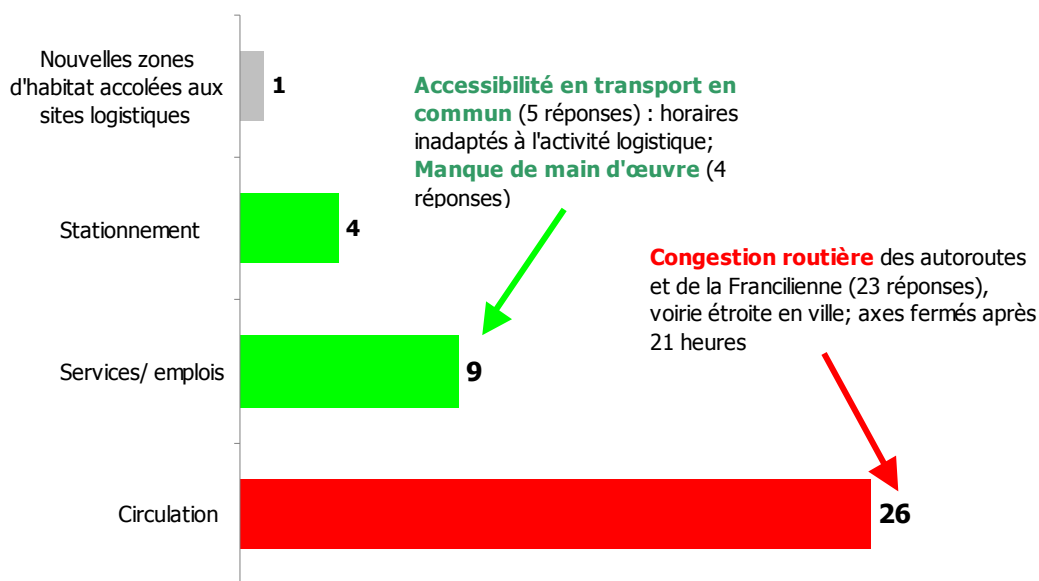 Nouvelles zones
d'habitat accolées aux
sites logistiques
1
Accessibilité en transport en
commun (5 réponses) : horaires
inadaptés à l'activité logistique;
Manque de main d'œuvre (4
réponses)
Stationnement
4
Congestion routière des autoroutes
et de la Francilienne (23 réponses),
voirie étroite en ville; axes fermés après
21 heures
Services/ emplois
9
Circulation
26